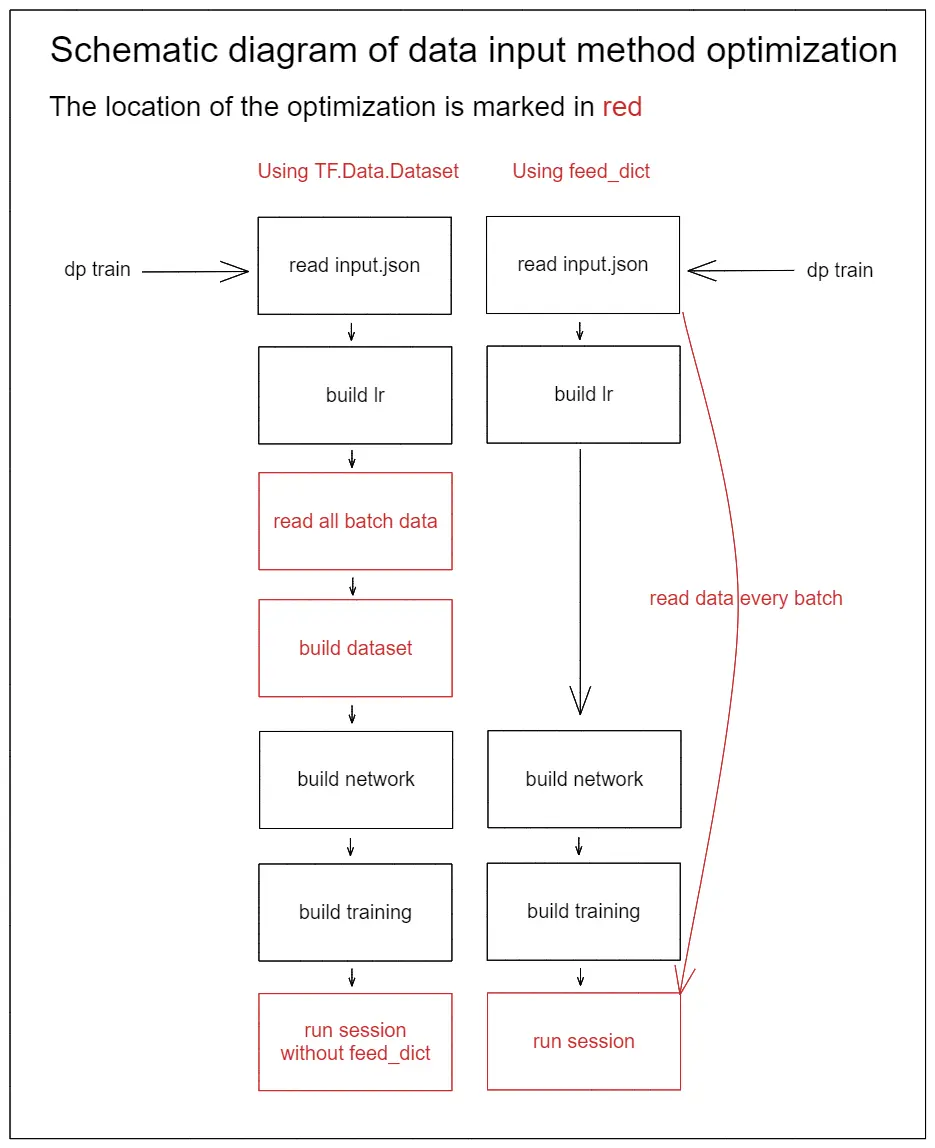 Schematic diagram of data input method optimization
The location of the optimization is marked in red
Using TF.Data.Dataset
Using feed_dict
dp train
read input.json
read input.json
dp train
build lr
build lr
read all batch data
read data every batch
build dataset
build network
build network
build training
build training
run session
without feed_dict
run session